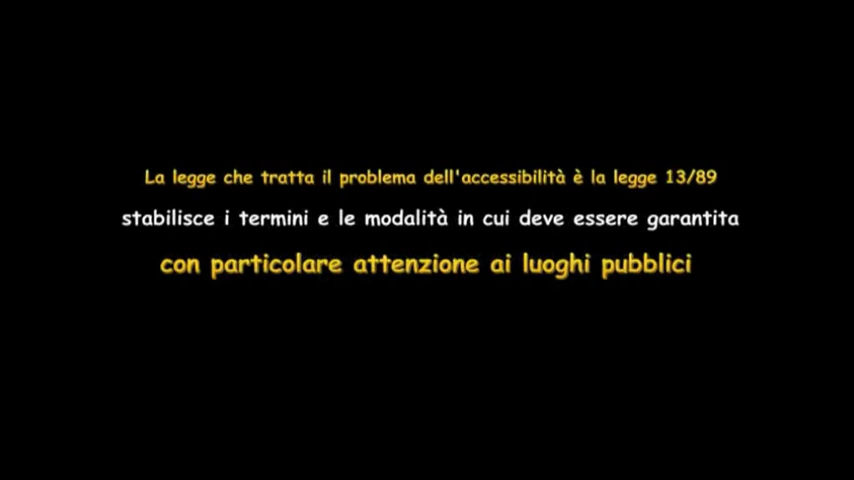 La legge che tratta il problema dell'accessibilità è la legge 13/89
stabilisce i termini e le modalità in cui deve essere garantita
con particolare attenzione ai luoghi pubblici